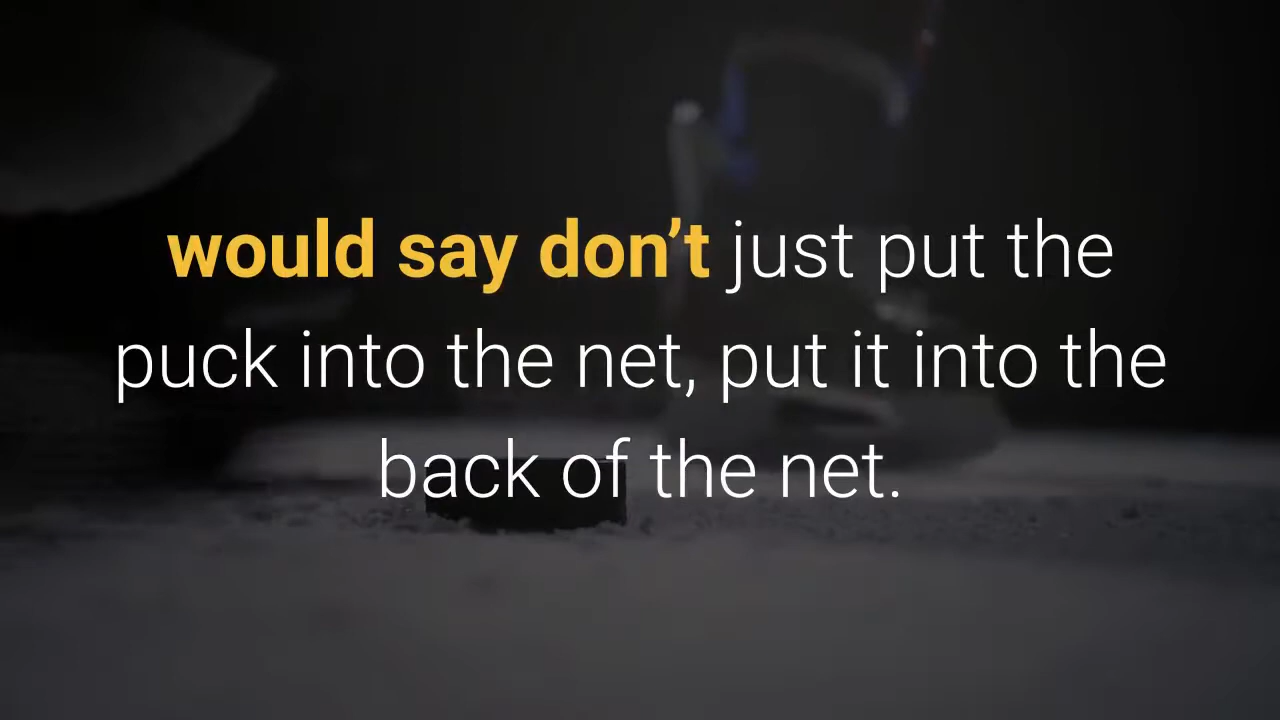 would say don’t just put the
puck into the net, put it into the
back of the net.